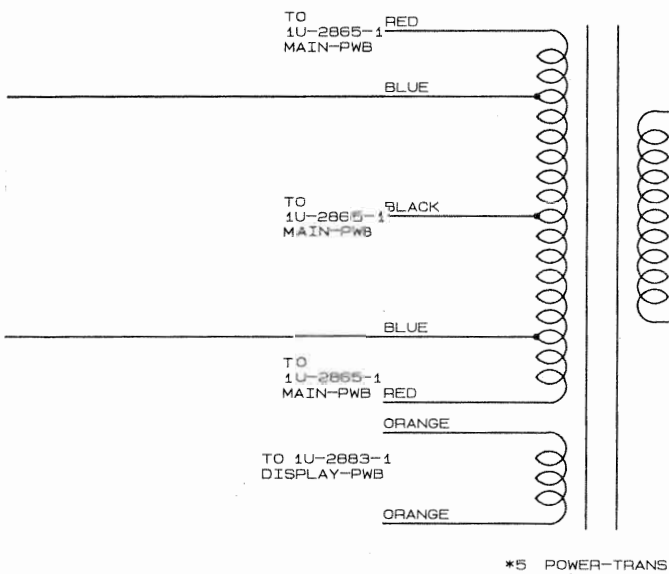 TO
1U-2865-1
MAIN-PWB
RED
BLUE
TO
1U-2865-1
MAIN-PWB
BLACK
BLUE
TO
1U-2865-1
MAIN-PWB
RED
ORANGE
TO 1U-2883-1
DISPLAY-PWB
ORANGE
*5 POWER-TRANS